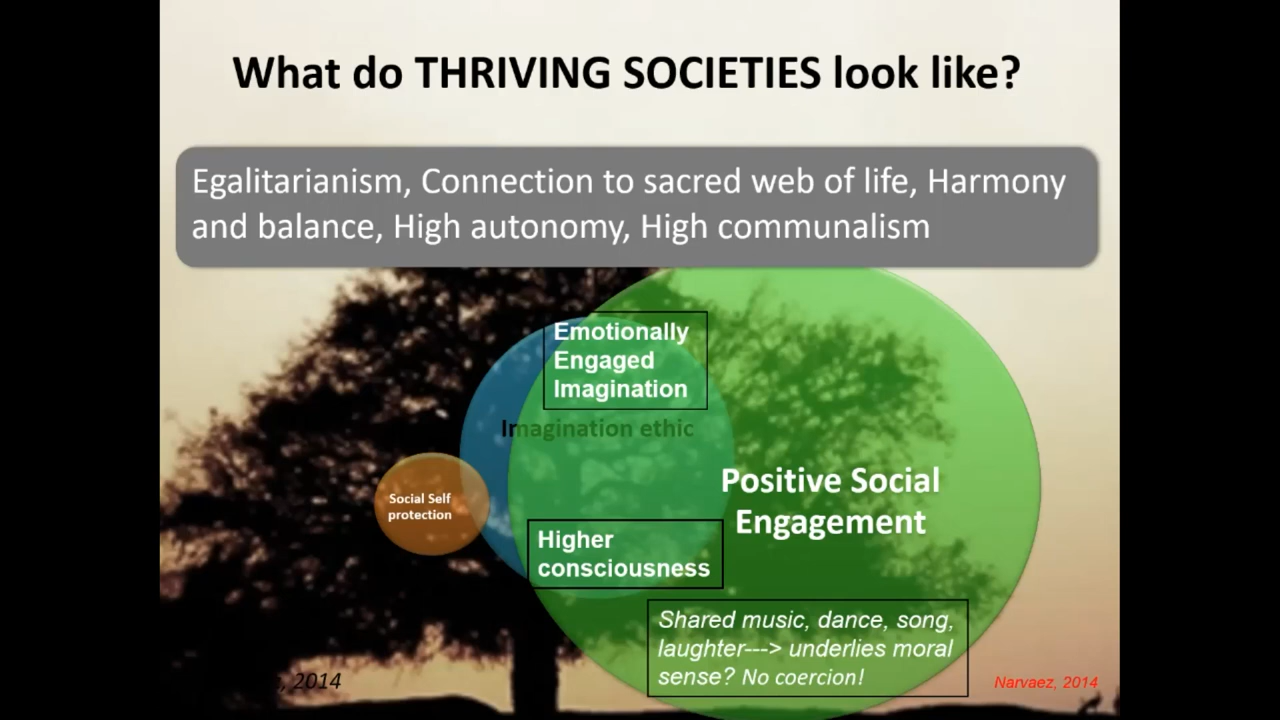 What do THRIVING SOCIETIES look like?
Egalitarianism, Connection to sacred web of life, Harmony
and balance, High autonomy, High communalism
Emotionally
Engaged
Imagination
Imagination ethic
Social Self
protection
Positive Social
Engagement
Higher
consciousness
Shared music, dance, song,
laughter---> underlies moral
sense? No coercion!
, 2014
Narvaez, 2014